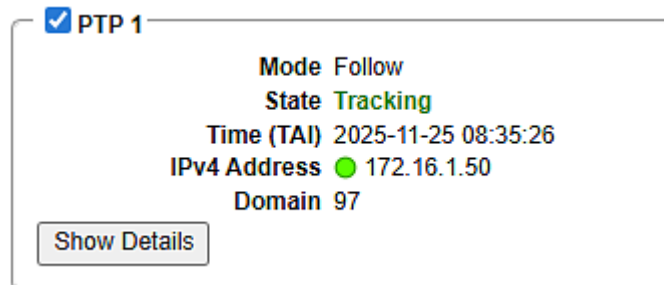 PTP 1
Mode Follow
State Tracking
Time (TAI) 2025-11-25 08:35:26
IPv4 Address 172.16.1.50
Domain 97
Show Details